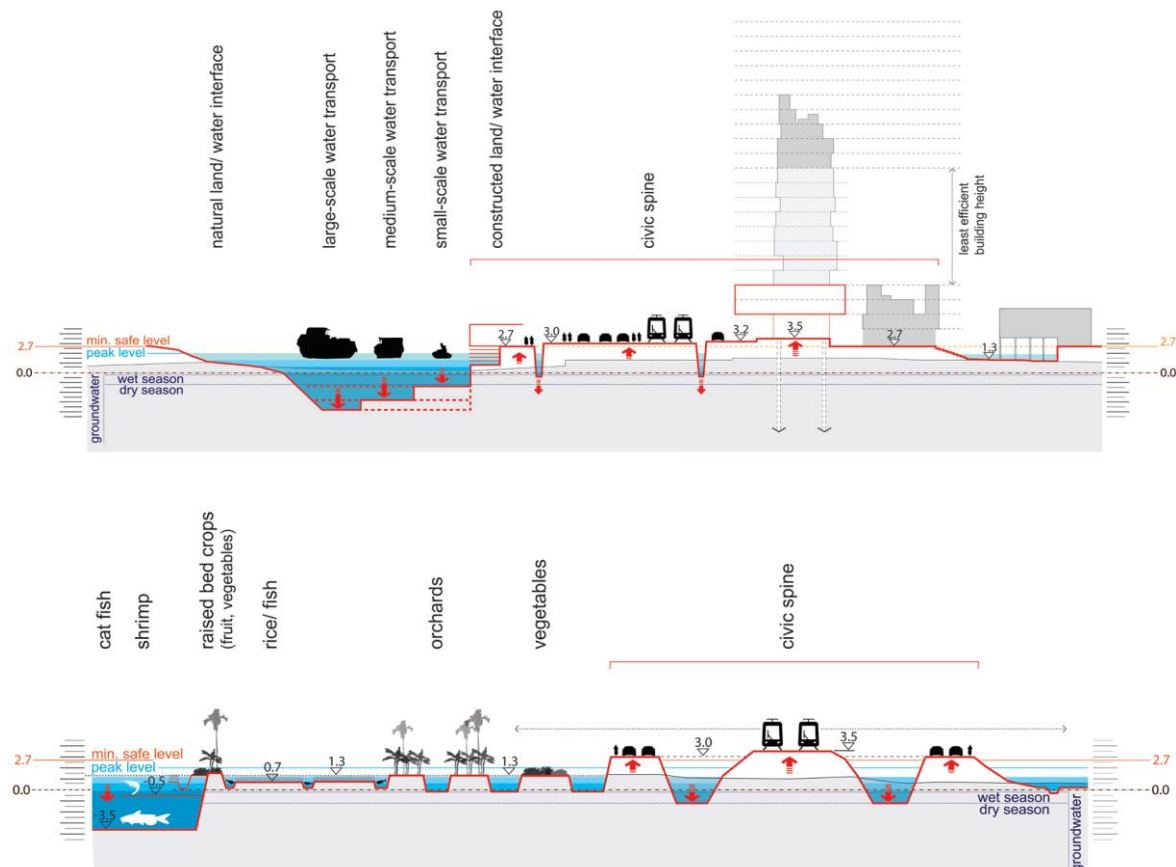 natural land/ water interface
large-scale water transport
medium-scale water transport
small-scale water transport
constructed land/ water interface
civic spine
least efficient
building height
2.7
min. safe level
peak level
0.0
wet season
dry season
groundwater
2.7
3.0
3.2
3.5
2.7
1.3
2.7
0.0
cat fish
shrimp
raised bed crops
(fruit, vegetables)
rice/ fish
orchards
vegetables
civic spine
2.7
min. safe level
peak level
0.0
-0.5
-3.5
0.7
1.3
1.3
3.0
3.5
2.7
0.0
wet season
dry season
groundwater